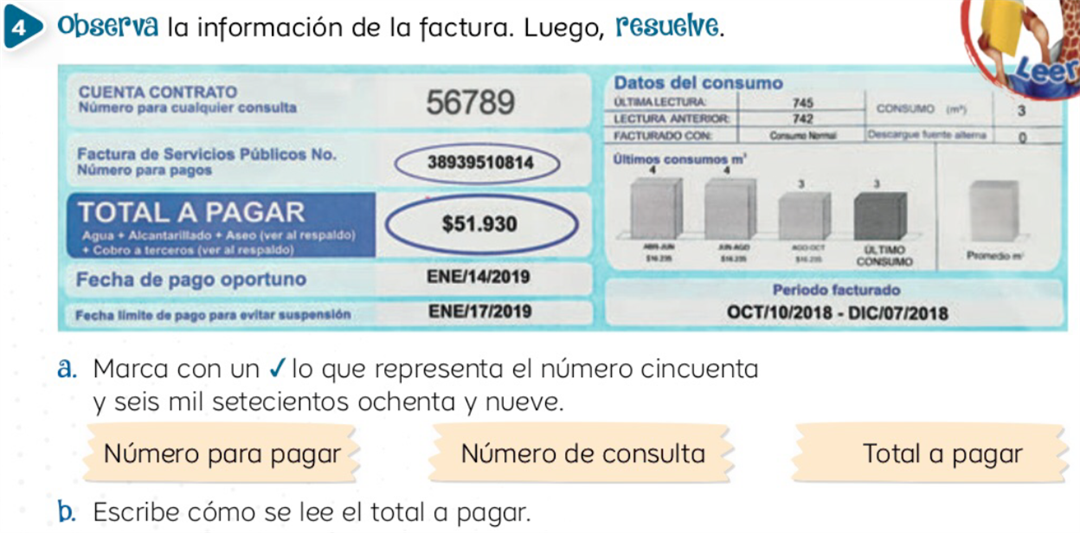 4 Observa la información de la factura. Luego, resuelve.
Leer
CUENTA CONTRATO
Número para cualquier consulta
56789
Factura de Servicios Públicos No.
Número para pagos
38939510814
TOTAL A PAGAR
Agua + Alcantarillado + Aseo (ver al respaldo)
+ Cobro a terceros (ver al respaldo)
$51.930
Fecha de pago oportuno
ENE/14/2019
Fecha límite de pago para evitar suspensión
ENE/17/2019
Datos del consumo
ÚLTIMA LECTURA: 745
LECTURA ANTERIOR: 742
FACTURADO CON: Consumo Normal
CONSUMO (m³) 3
Descargue fuente alterna 0
Últimos consumos m³
4 4 3 3
ABR-JUN JUN-AGO AGO-OCT ÚLTIMO
CONSUMO
Promedio m³
Periodo facturado
OCT/10/2018 - DIC/07/2018
a. Marca con un ✓ lo que representa el número cincuenta
y seis mil setecientos ochenta y nueve.
Número para pagar
Número de consulta
Total a pagar
b. Escribe cómo se lee el total a pagar.